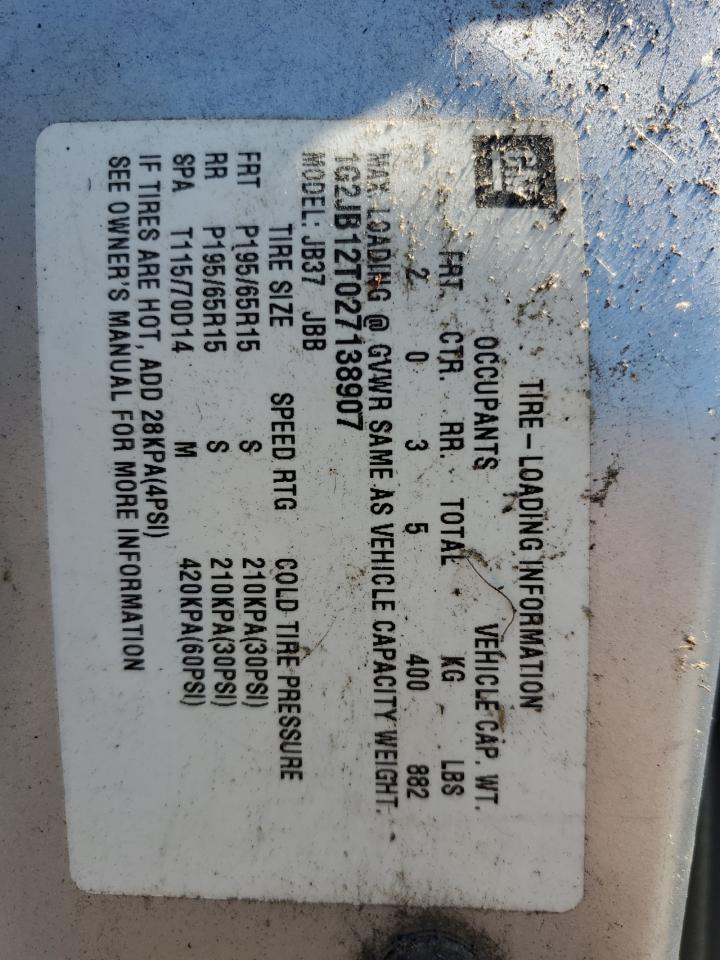 GM
TIRE-LOADING INFORMATION
OCCUPANTS VEHICLE CAP. WT.
FRT. CTR. RR. TOTAL KG LBS
2 0 3 5 400 882
MAX. LOADING @ GVWR SAME AS VEHICLE CAPACITY WEIGHT.
1G2JB12T027138907
MODEL: JB37 JBB
TIRE SIZE SPEED RTG COLD TIRE PRESSURE
FRT P195/65R15 S 210KPA(30PSI)
RR P195/65R15 S 210KPA(30PSI)
SPA T115/70D14 M 420KPA(60PSI)
IF TIRES ARE HOT, ADD 28KPA(4PSI)
SEE OWNER'S MANUAL FOR MORE INFORMATION